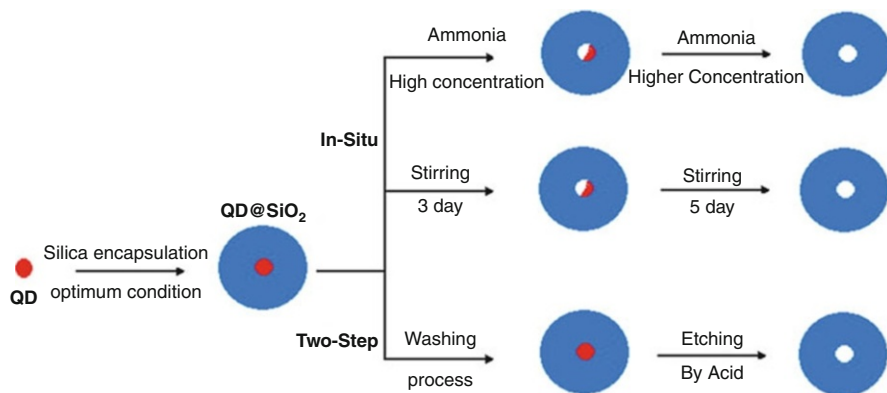 QD
Silica encapsulation
optimum condition
QD@SiO₂
In-Situ
Two-Step
Ammonia
High concentration
Ammonia
Higher Concentration
Stirring
3 day
Stirring
5 day
Washing
process
Etching
By Acid